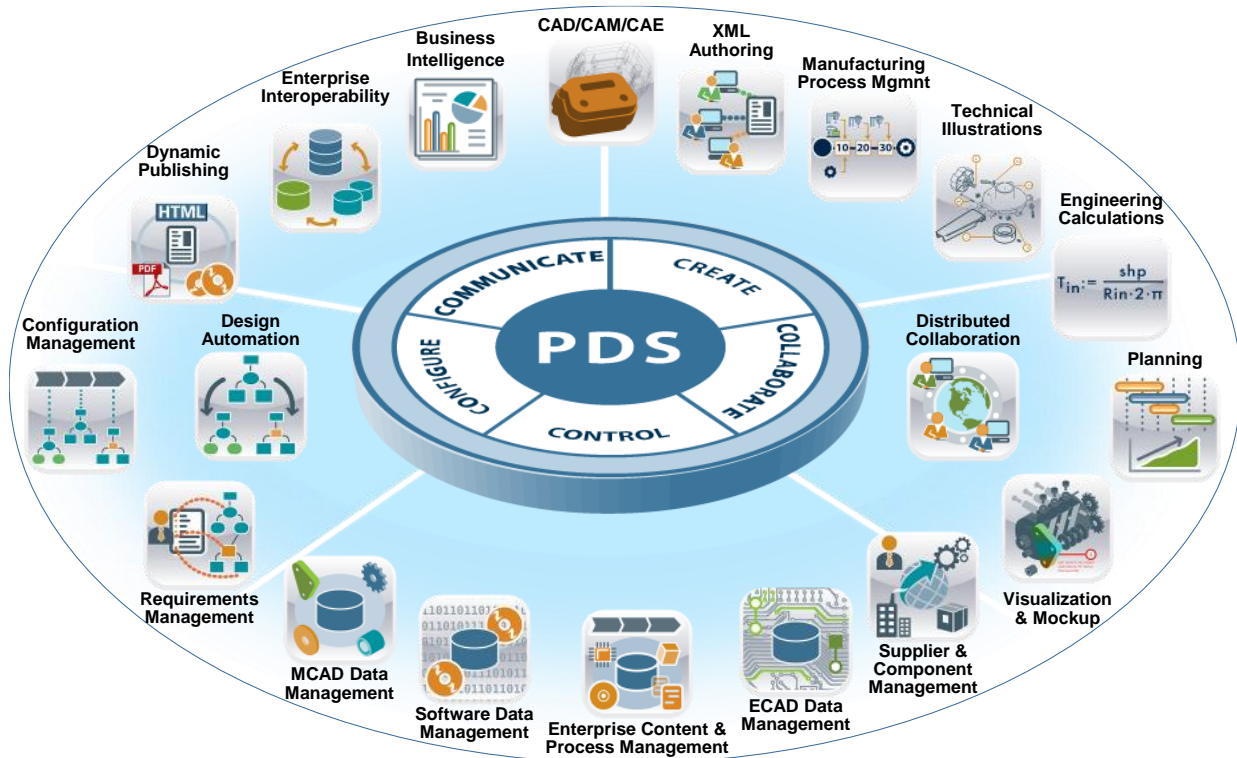 CAD/CAM/CAE
XML
Authoring
Manufacturing
Process Mgmnt
Technical
Illustrations
Engineering
Calculations
Business
Intelligence
Enterprise
Interoperability
Dynamic
Publishing
HTML
PDF
10 20 30
Tin:= shp
Rin·2·π
COMMUNICATE
CREATE
COLLABORATE
CONTROL
CONFIGURE
PDS
Configuration
Management
Design
Automation
Distributed
Collaboration
Planning
Requirements
Management
MCAD Data
Management
Software Data
Management
Enterprise Content &
Process Management
ECAD Data
Management
Supplier &
Component
Management
Visualization
& Mockup